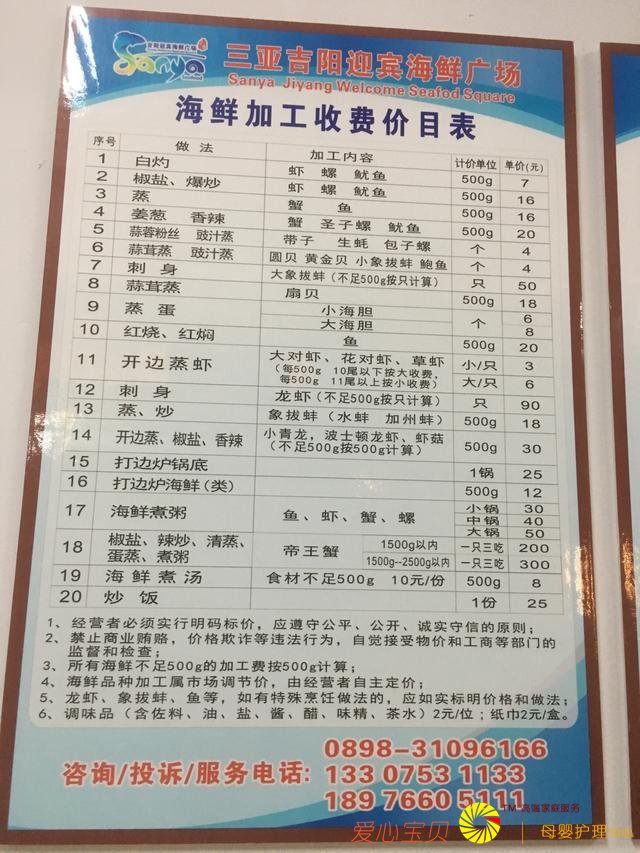 吉阳迎宾海鲜广场
Sanya
三亚吉阳迎宾海鲜广场
Sanya Jiyang Welcome Seafod Square
海鲜加工收费价目表
序号 做法 加工内容 计价单位 单价(元)
1 白灼 虾 螺 鱿鱼 500g 7
2 椒盐、爆炒 虾 螺 鱿鱼 500g 16
3 蒸 蟹 鱼 500g 16
4 姜葱 香辣 蟹 圣子螺 鱿鱼 500g 20
5 蒜蓉粉丝 豉汁蒸 带子 生蚝 包子螺 个 4
6 蒜茸蒸 豉汁蒸 圆贝 黄金贝 小象拔蚌 鲍鱼 个 4
7 刺身 大象拔蚌(不足500g按只计算) 只 50
8 蒜茸蒸 扇贝 500g 18
9 蒸蛋 小海胆 个 6
大海胆 8
10 红烧、红焖 鱼 500g 20
11 开边蒸虾 大对虾、花对虾、草虾 小/只 3
(每500g 10尾以下按大收费，
每500g 11尾以上按小收费) 大/只 6
12 刺身 龙虾(不足500g按只计算) 只 90
13 蒸、炒 象拔蚌(水蚌 加州蚌) 500g 18
14 开边蒸、椒盐、香辣 小青龙，波士顿龙虾、虾菇
(不足500g按500g计算) 500g 30
15 打边炉锅底 1锅 25
16 打边炉海鲜(类) 500g 12
17 海鲜煮粥 鱼、虾、蟹、螺 小锅 30
中锅 40
大锅 50
18 椒盐、辣炒、清蒸、
蛋蒸、煮粥 帝王蟹 1500g以内 一只三吃 200
1500g--2500g以内 一只三吃 300
19 海鲜煮汤 食材不足500g 10元/份 500g 8
20 炒饭 1份 25
1、经营者必须实行明码标价，应遵守公平、公开、诚实守信的原则；
2、禁止商业贿赂，价格欺诈等违法行为，自觉接受物价和工商等部门的
监督和检查；
3、所有海鲜不足500g的加工费按500g计算；
4、海鲜品种加工属市场调节价，由经营者自主定价；
5、龙虾、象拔蚌、鱼等，如有特殊烹饪做法的，应如实标明价格和做法；
6、调味品（含佐料、油、盐、酱、醋、味精、茶水）2元/位；纸巾2元/盒。
咨询/投诉/服务电话：
0898-31096166
133 0753 1133
189 7660 5111
爱心宝贝
TM 高端家庭服务
母婴护理